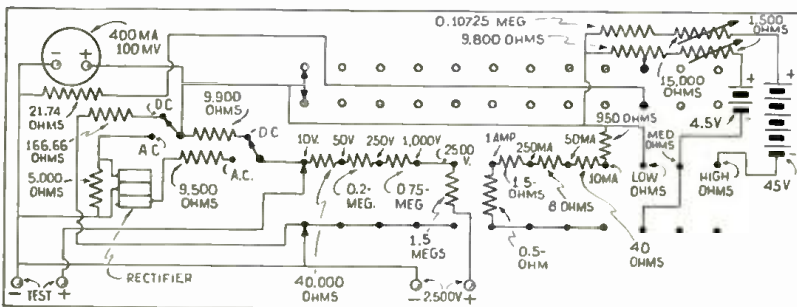 400 MA
100 MV
- +
0.10725 MEG
9.800 OHMS
1,500
OHMS
15,000
OHMS
+
+
4.5V
-
-
45V
21.74
OHMS
166.66
OHMS
D.C.
A.C.
9,900
OHMS
D.C.
A.C.
9,500
OHMS
5,000
OHMS
10V.
50V
250V
1,000V
2500
V.
0.2-
MEG.
0.75-
MEG
1.5
MEGS
40,000
OHMS
1 AMP
250MA
50MA
10MA
950 OHMS
1.5-
OHMS
8 OHMS
40
OHMS
0.5-
OHM
LOW
OHMS
MED
OHMS
HIGH
OHMS
RECTIFIER
- TEST +
- 2,500V +